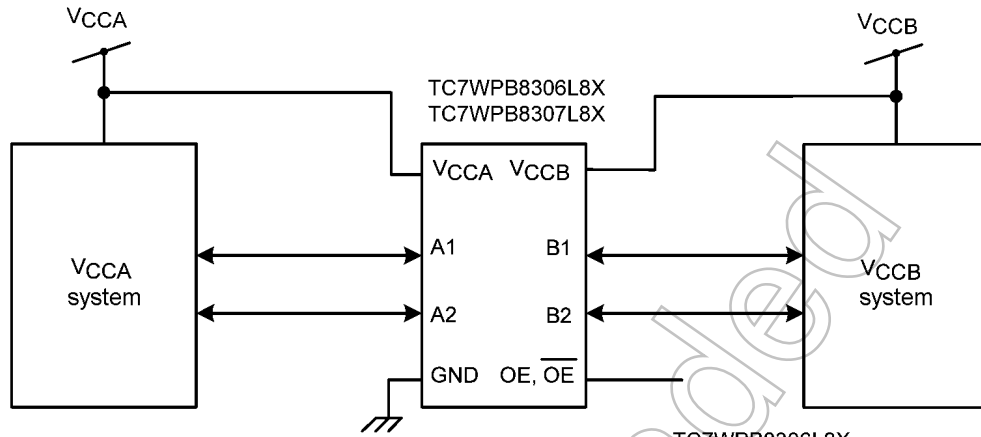 VCCA
VCCB
TC7WPB8306L8X
TC7WPB8307L8X
VCCA VCCB
A1 B1
VCCA
system
VCCB
system
A2 B2
GND OE, OE